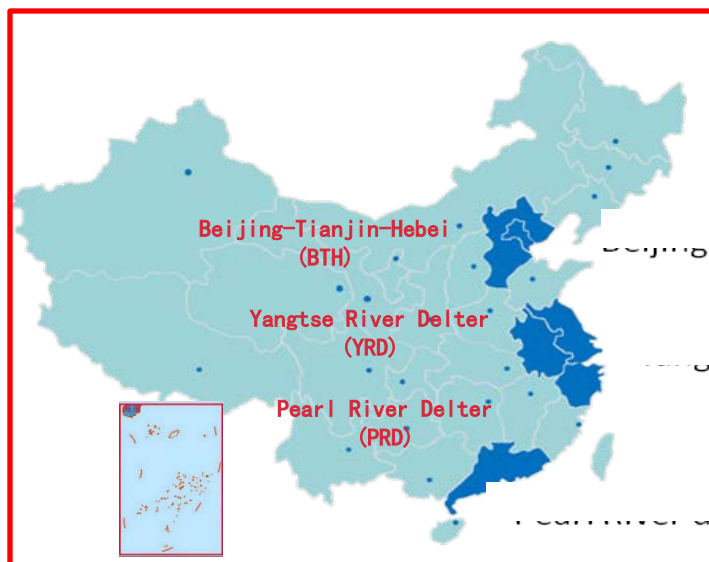 Beijing-Tianjin-Hebei
(BTH)
Yangtse River Delter
(YRD)
Pearl River Delter
(PRD)